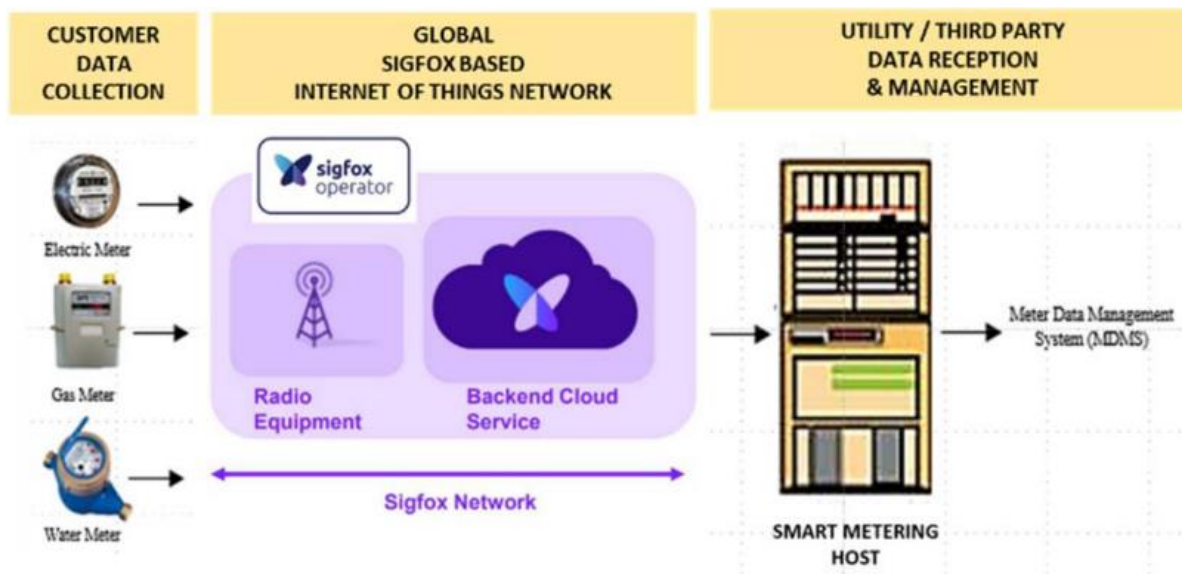 CUSTOMER
DATA
COLLECTION
GLOBAL
SIGFOX BASED
INTERNET OF THINGS NETWORK
UTILITY / THIRD PARTY
DATA RECEPTION
& MANAGEMENT
sigfox
operator
Electric Meter
Gas Meter
Water Meter
Radio
Equipment
Backend Cloud
Service
Sigfox Network
Meter Data Management
System (MDMS)
SMART METERING
HOST